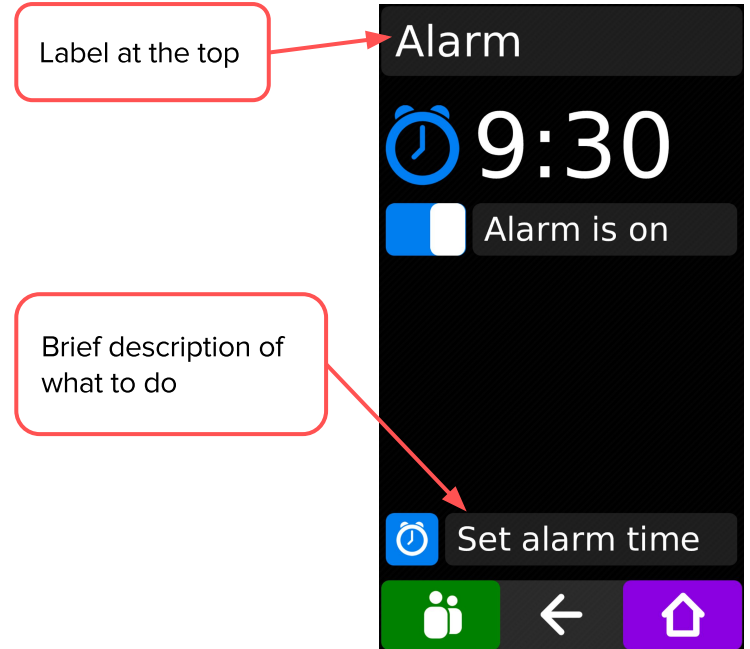 Label at the top
Alarm
9:30
Alarm is on
Brief description of
what to do
Set alarm time